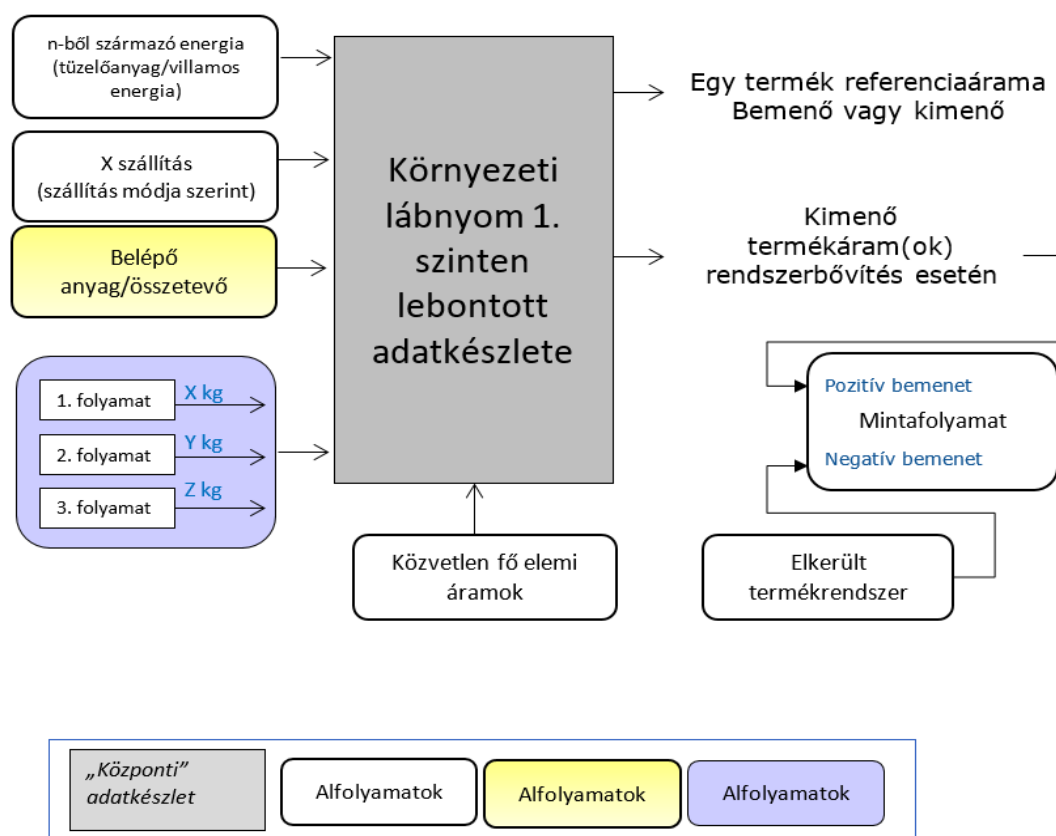 n-ből származó energia
(tüzelőanyag/villamos
energia)
X szállítás
(szállítás módja szerint)
Belépő
anyag/összetevő
1. folyamat
X kg
2. folyamat
Y kg
3. folyamat
Z kg
Környezeti
lábnyom 1.
szinten
lebontott
adatkészlete
Közvetlen fő elemi
áramok
Egy termék referenciaárama
Bemenő vagy kimenő
Kimenő
termékáram(ok)
rendszerbővítés esetén
Pozitív bemenet
Mintafolyamat
Negatív bemenet
Elkerült
termékrendszer
„Központi”
adatkészlet
Alfolyamatok
Alfolyamatok
Alfolyamatok